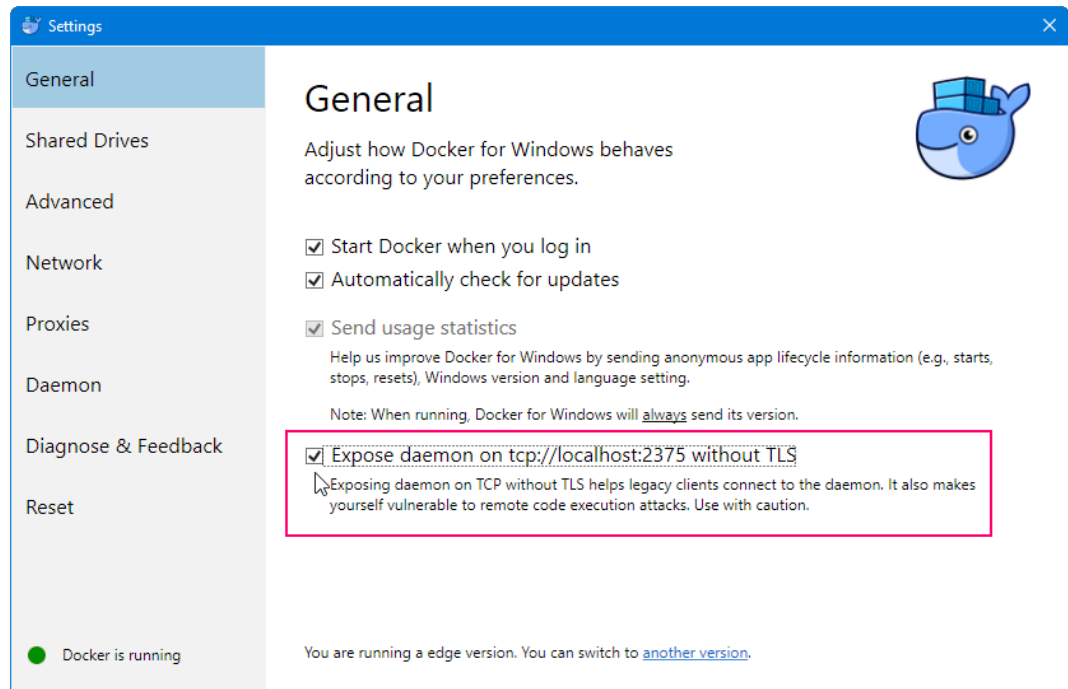 Settings
General
Shared Drives
Advanced
Network
Proxies
Daemon
Diagnose & Feedback
Reset
Docker is running
General
Adjust how Docker for Windows behaves
according to your preferences.
Start Docker when you log in
Automatically check for updates
Send usage statistics
Help us improve Docker for Windows by sending anonymous app lifecycle information (e.g., starts,
stops, resets), Windows version and language setting.
Note: When running, Docker for Windows will always send its version.
Expose daemon on tcp://localhost:2375 without TLS
Exposing daemon on TCP without TLS helps legacy clients connect to the daemon. It also makes
yourself vulnerable to remote code execution attacks. Use with caution.
You are running a edge version. You can switch to another version.